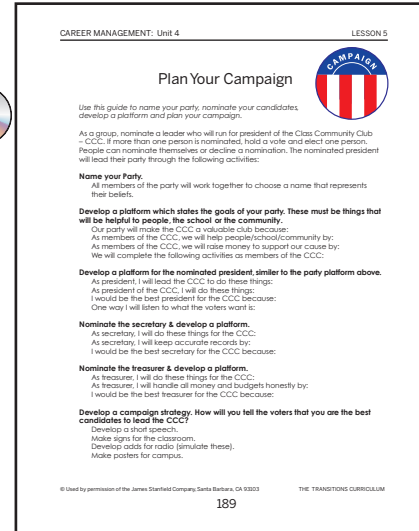 CAREER MANAGEMENT: Unit 4 LESSON 5
CAMPAIGN
Plan Your Campaign
Use this guide to name your party, nominate your candidates,
develop a platform and plan your campaign.
As a group, nominate a leader who will run for president of the Class Community Club
– CCC. If more than one person is nominated, hold a vote and elect one person.
People can nominate themselves or decline a nomination. The nominated president
will lead their party through the following activities:
Name your Party.
All members of the party will work together to choose a name that represents
their beliefs.
Develop a platform which states the goals of your party. These must be things that
will be helpful to people, the school or the community.
Our party will make the CCC a valuable club because:
As members of the CCC, we will help people/school/community by:
As members of the CCC, we will raise money to support our cause by:
We will complete the following activities as members of the CCC:
Develop a platform for the nominated president, similar to the party platform above.
As president, I will lead the CCC to do these things:
As president of the CCC, I will do these things:
I would be the best president for the CCC because:
One way I will listen to what the voters want is:
Nominate the secretary & develop a platform.
As secretary, I will do these things for the CCC:
As secretary, I will keep accurate records by:
I would be the best secretary for the CCC because:
Nominate the treasurer & develop a platform.
As treasurer, I will do these things for the CCC:
As treasurer, I will handle all money and budgets honestly by:
I would be the best treasurer for the CCC because:
Develop a campaign strategy. How will you tell the voters that you are the best
candidates to lead the CCC?
Develop a short speech.
Make signs for the classroom.
Develop adds for radio (simulate these).
Make posters for campus.
© Used by permission of the James Stanfield Company, Santa Barbara, CA 93103 THE TRANSITIONS CURRICULUM
189